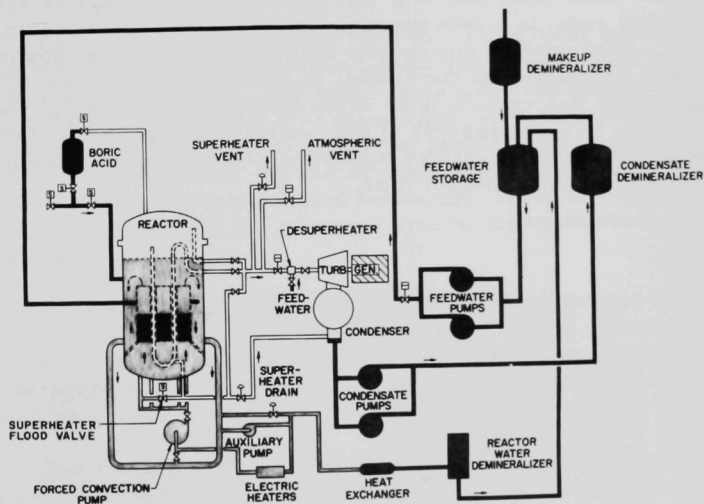 MAKEUP
DEMINERALIZER
SUPERHEATER
VENT
ATMOSPHERIC
VENT
S
BORIC
ACID
S
S
S
FEEDWATER
STORAGE
CONDENSATE
DEMINERALIZER
REACTOR
DESUPERHEATER
TURB
GEN
FEED-
WATER
FEEDWATER
PUMPS
CONDENSER
SUPER-
HEATER
DRAIN
S
CONDENSATE
PUMPS
SUPERHEATER
FLOOD VALVE
AUXILIARY
PUMP
REACTOR
WATER
DEMINERALIZER
FORCED CONVECTION
PUMP
ELECTRIC
HEATERS
HEAT
EXCHANGER